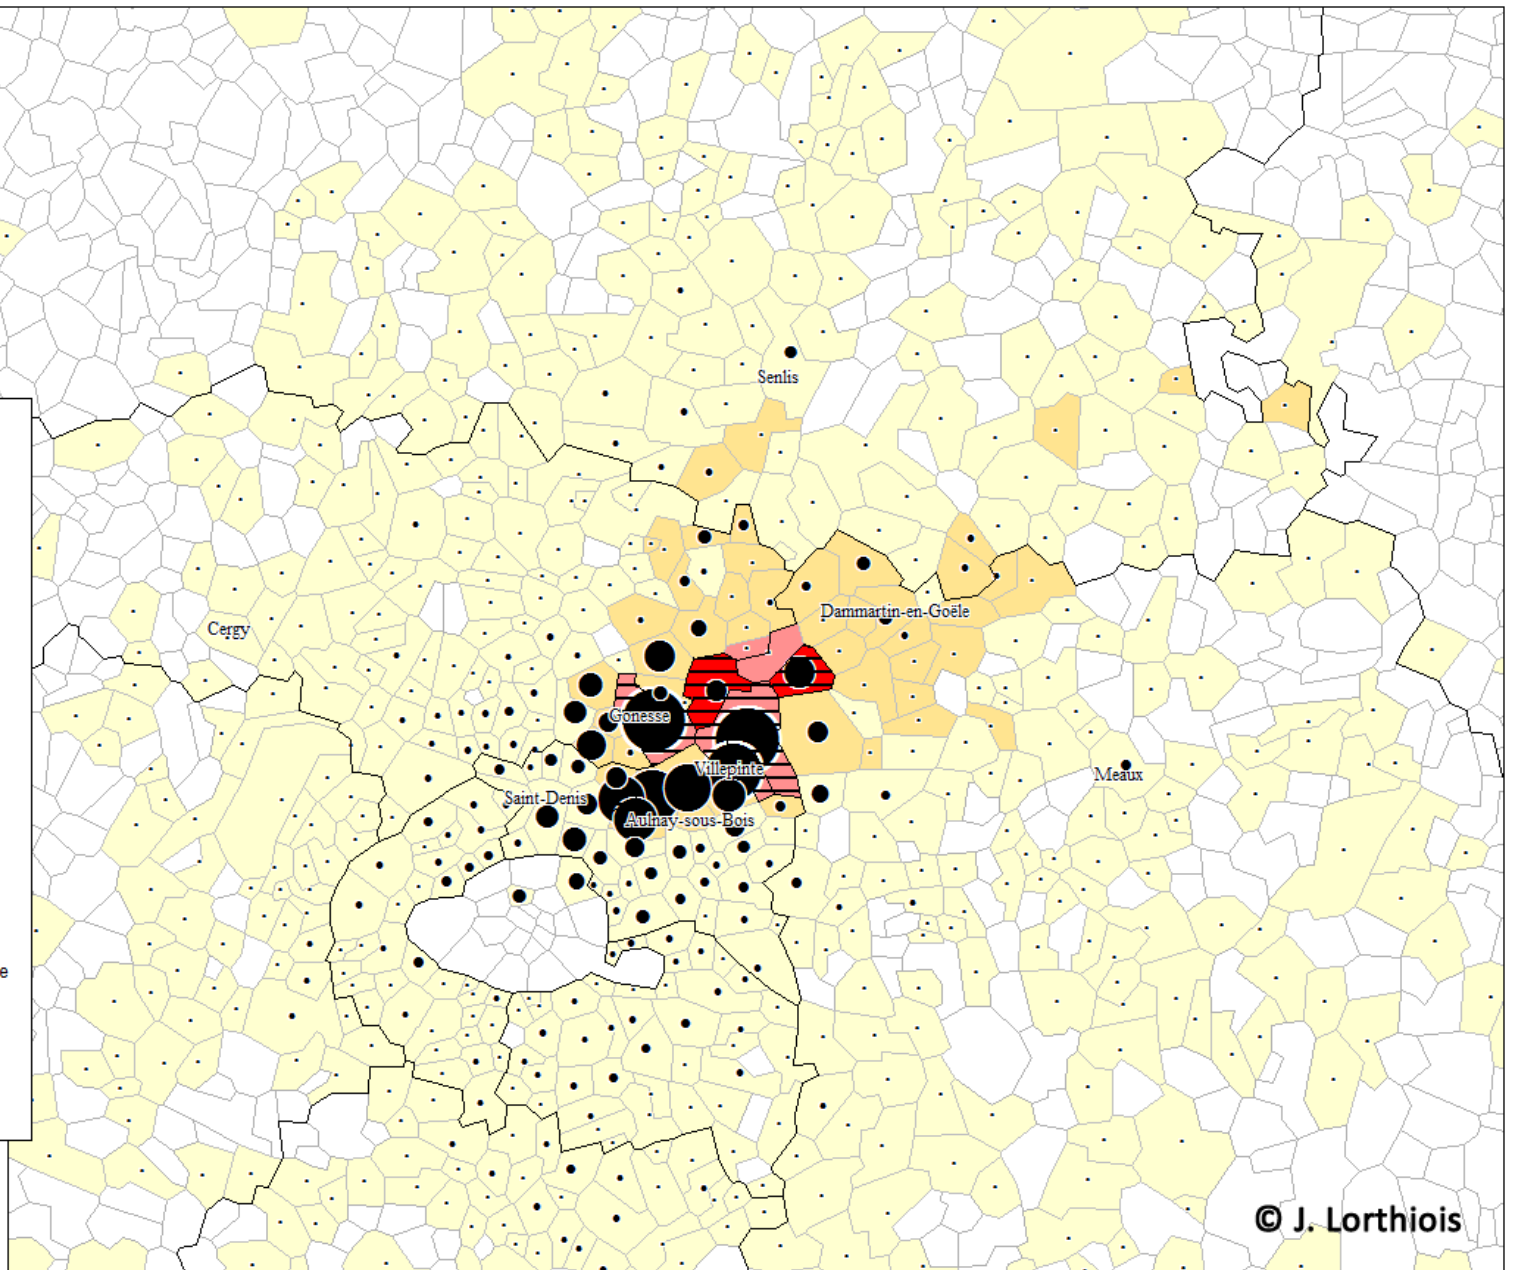 Senlis
Dammartin-en-Goële
Cergy
Gonesse
Villepinte
Meaux
Saint-Denis
Aulnay-sous-Bois
e
© J. Lorthiois